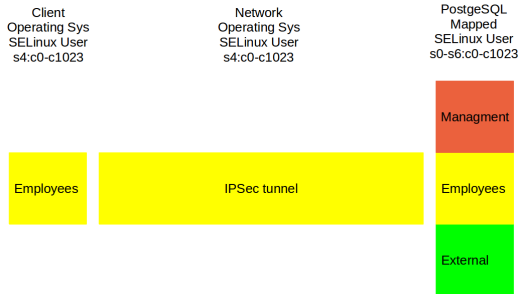 Client
Operating Sys
SELinux User
s4:c0-c1023
Network
Operating Sys
SELinux User
s4:c0-c1023
PostgeSQL
Mapped
SELinux User
s0-s6:c0-c1023
Managment
Employees
IPSec tunnel
Employees
External